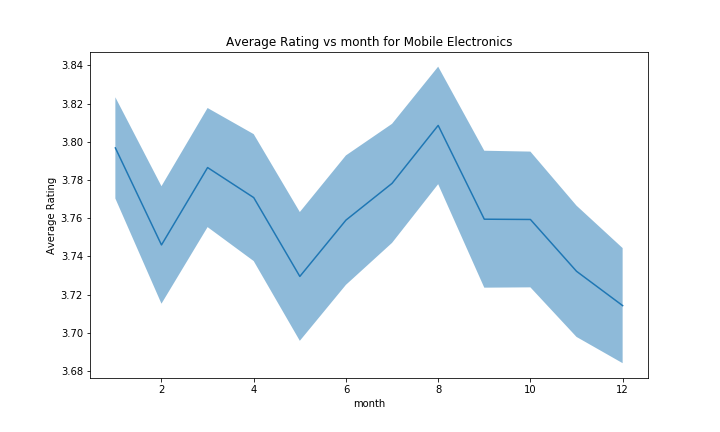 Average Rating vs month for Mobile Electronics
Average Rating
3.84
3.82
3.80
3.78
3.76
3.74
3.72
3.70
3.68
2 4 6 8 10 12
month